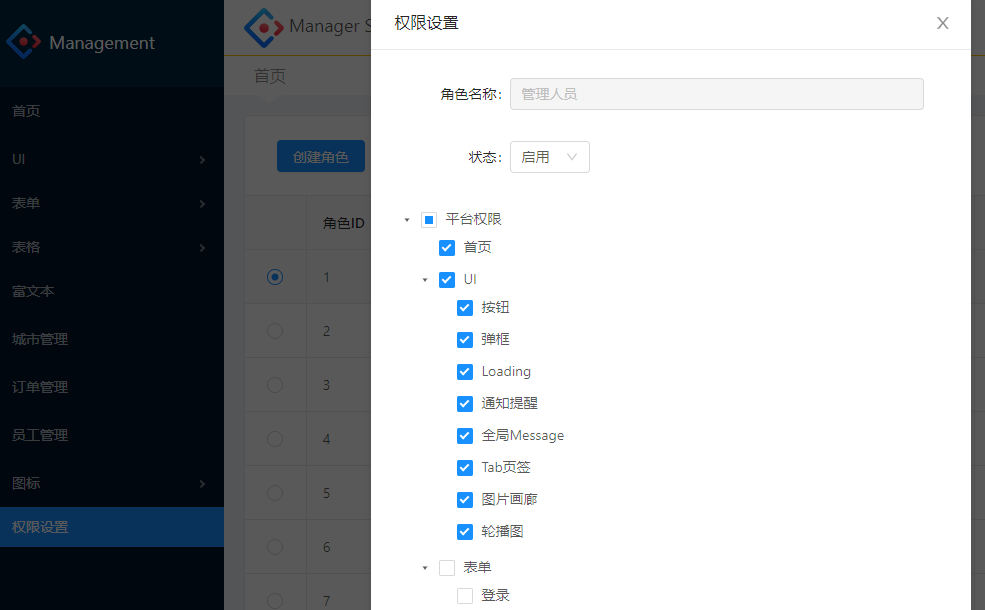 Management
首页
UI
表单
表格
富文本
城市管理
订单管理
员工管理
图标
权限设置
Manager S
首页
创建角色
角色ID
1
2
3
4
5
6
7
权限设置
角色名称: 管理人员
状态: 启用
平台权限
首页
UI
按钮
弹框
Loading
通知提醒
全局Message
Tab页签
图片画廊
轮播图
表单
登录